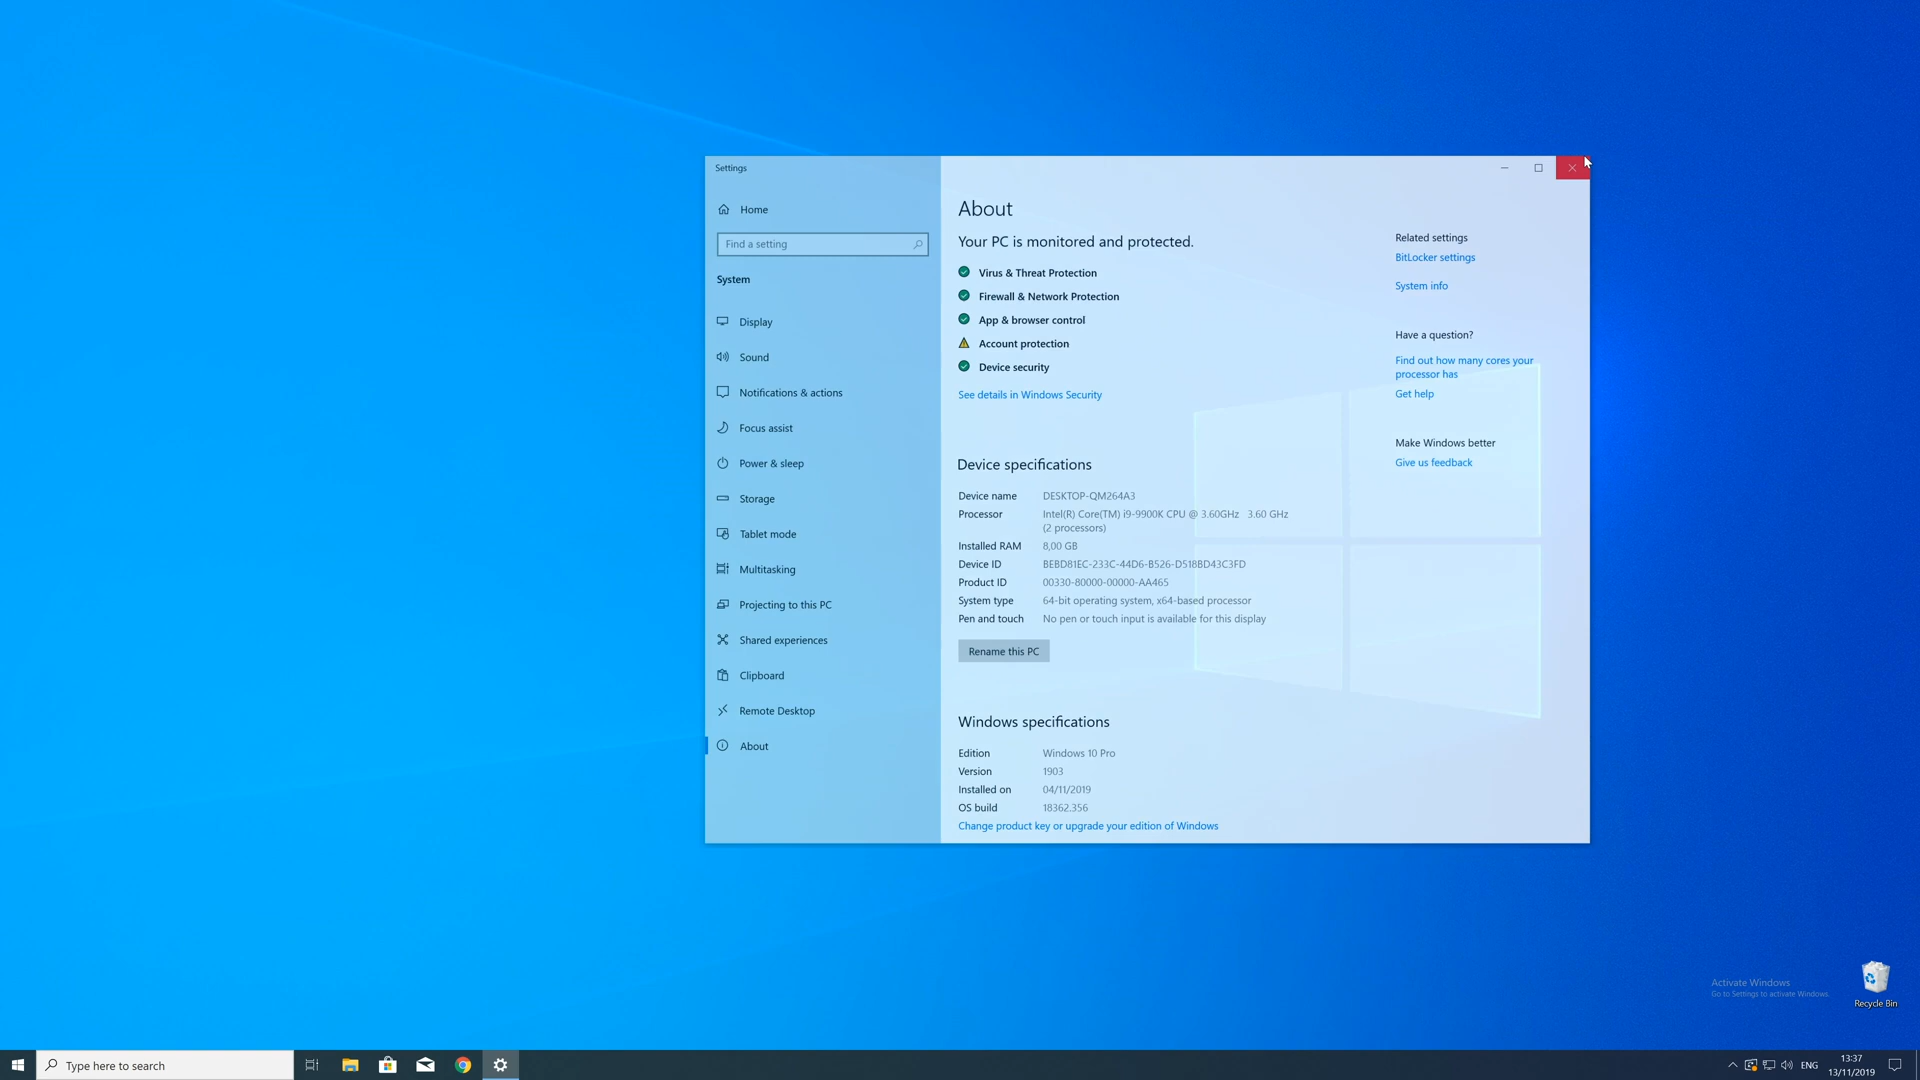 Settings
Home
Find a setting
System
Display
Sound
Notifications & actions
Focus assist
Power & sleep
Storage
Tablet mode
Multitasking
Projecting to this PC
Shared experiences
Clipboard
Remote Desktop
About
About
Your PC is monitored and protected.
Virus & Threat Protection
Firewall & Network Protection
App & browser control
Account protection
Device security
See details in Windows Security
Device specifications
Device name DESKTOP-QM264A3
Processor Intel(R) Core(TM) i9-9900K CPU @ 3.60GHz 3.60 GHz
(2 processors)
Installed RAM 8,00 GB
Device ID BEBD81EC-233C-44D6-B526-D518BD43C3FD
Product ID 00330-80000-00000-AA465
System type 64-bit operating system, x64-based processor
Pen and touch No pen or touch input is available for this display
Rename this PC
Windows specifications
Edition Windows 10 Pro
Version 1903
Installed on 04/11/2019
OS build 18362.356
Change product key or upgrade your edition of Windows
Related settings
BitLocker settings
System info
Have a question?
Find out how many cores your
processor has
Get help
Make Windows better
Give us feedback
Activate Windows
Go to Settings to activate Windows.
Recycle Bin
Type here to search
ENG
13:37
13/11/2019